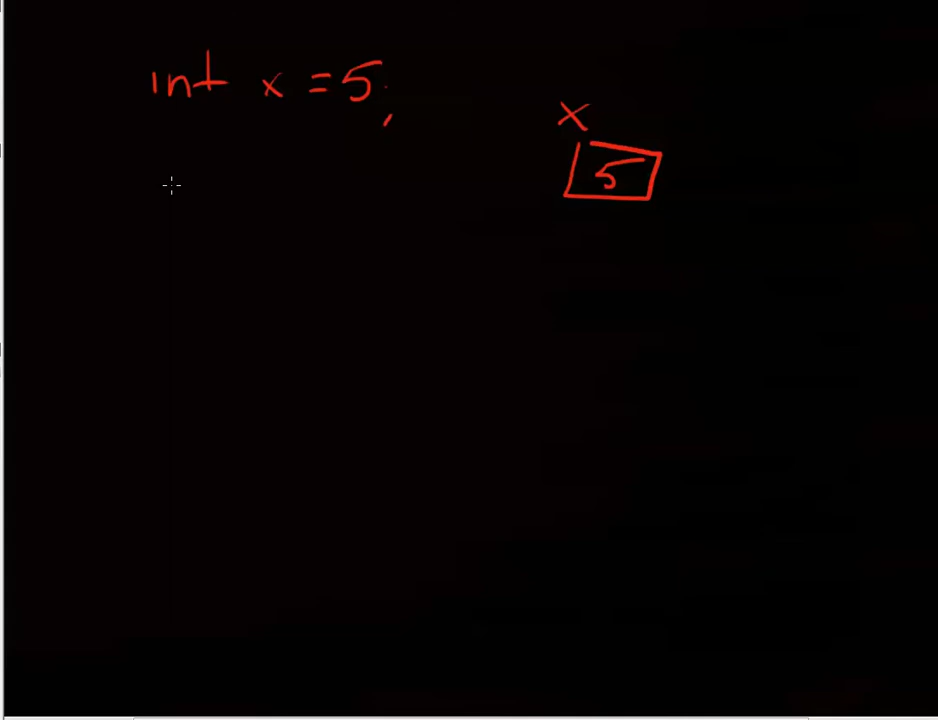 int x = 5;
x
5